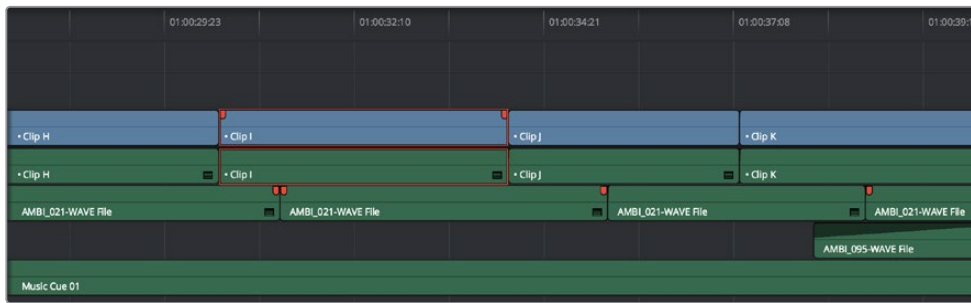 01:00:29:23 01:00:32:10 01:00:34:21 01:00:37:08 01:00:39:
• Clip H • Clip I • Clip J • Clip K
• Clip H • Clip I • Clip J • Clip K
AMBI_021-WAVE File AMBI_021-WAVE File AMBI_021-WAVE File AMBI_021-WAVE File
AMBI_095-WAVE File
Music Cue 01